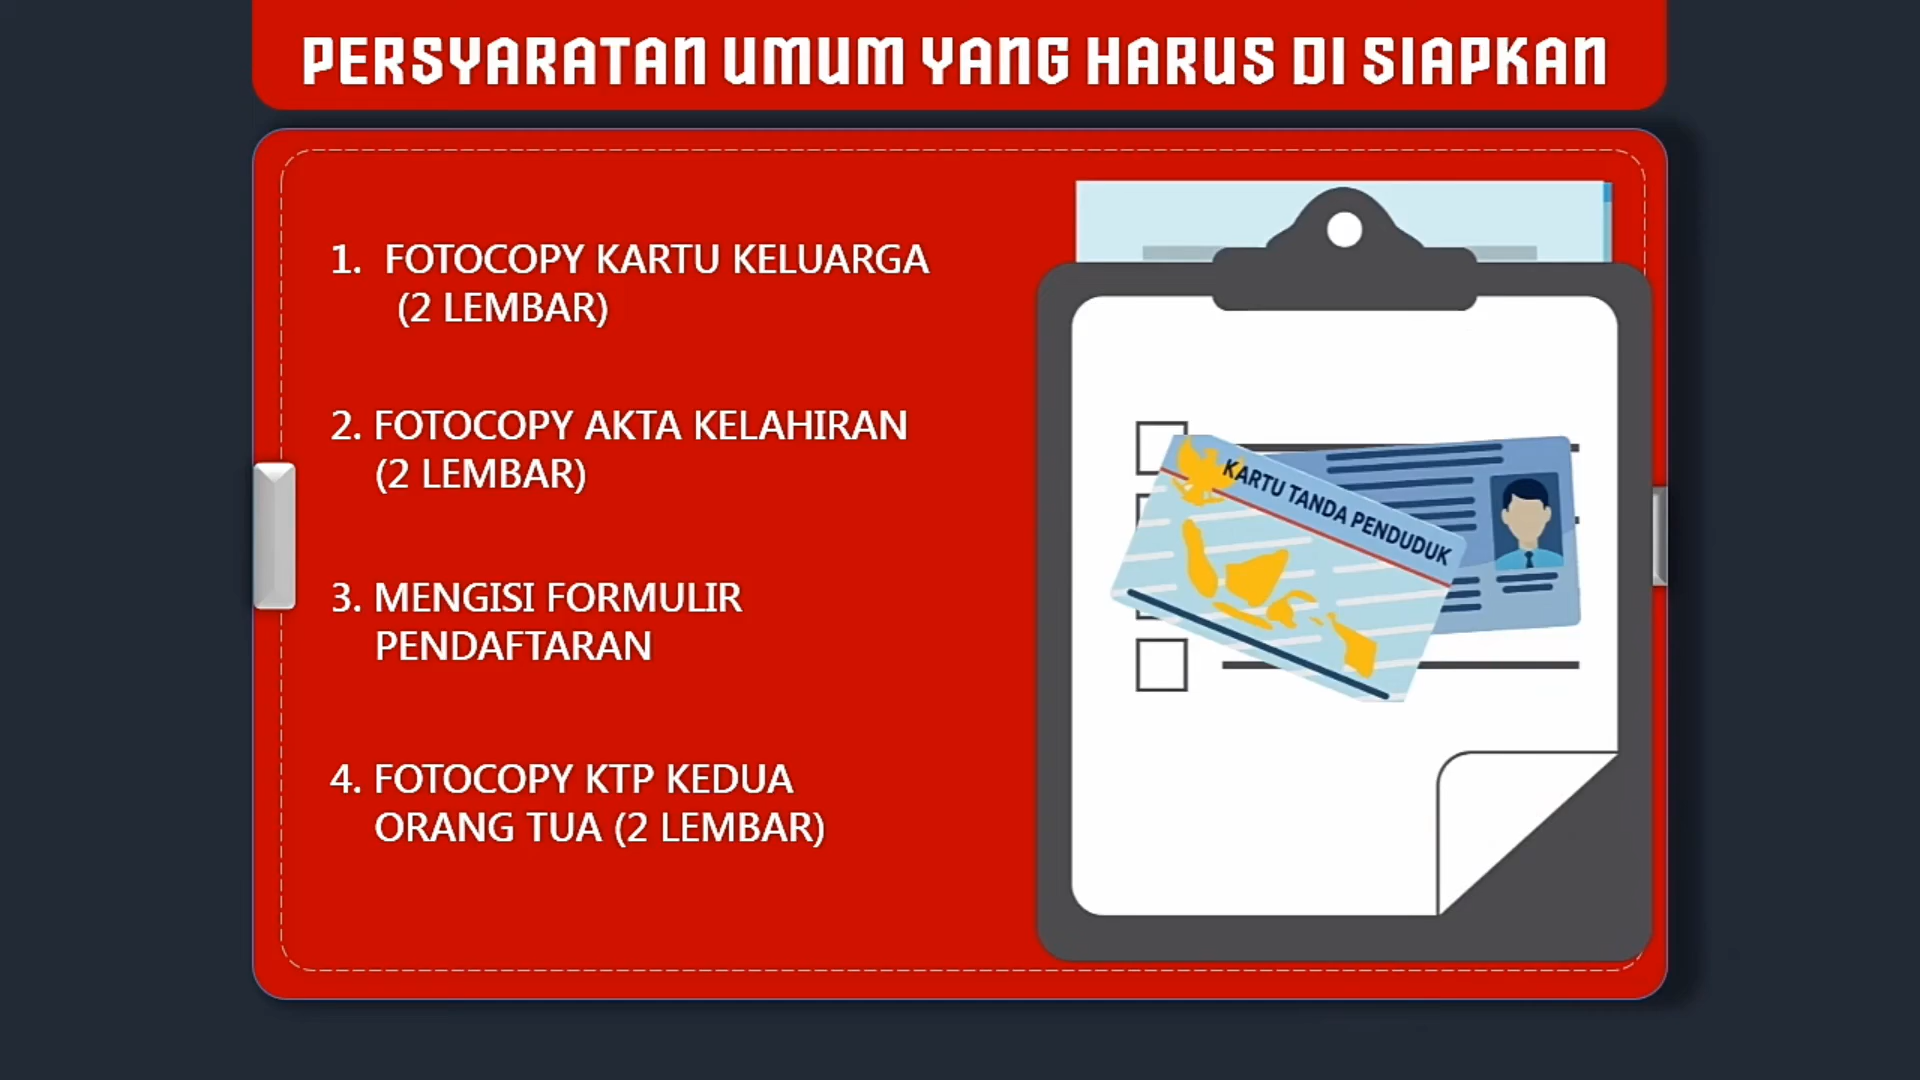 PERSYARATAN UMUM YANG HARUS DI SIAPKAN
1. FOTOCOPY KARTU KELUARGA
(2 LEMBAR)
2. FOTOCOPY AKTA KELAHIRAN
(2 LEMBAR)
3. MENGISI FORMULIR
PENDAFTARAN
4. FOTOCOPY KTP KEDUA
ORANG TUA (2 LEMBAR)
KARTU TANDA PENDUDUK